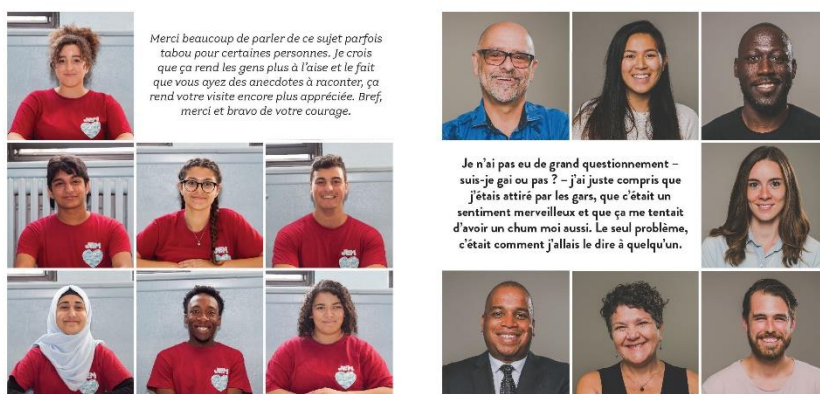 Merci beaucoup de parler de ce sujet parfois
tabou pour certaines personnes. Je crois
que ça rend les gens plus à l'aise et le fait
que vous ayez des anecdotes à raconter, ça
rend votre visite encore plus appréciée. Bref,
merci et bravo de votre courage.
Je n'ai pas eu de grand questionnement –
suis-je gai ou pas ? – j'ai juste compris que
j'étais attiré par les gars, que c'était un
sentiment merveilleux et que ça me tentait
d'avoir un chum moi aussi. Le seul problème,
c'était comment j'allais le dire à quelqu'un.